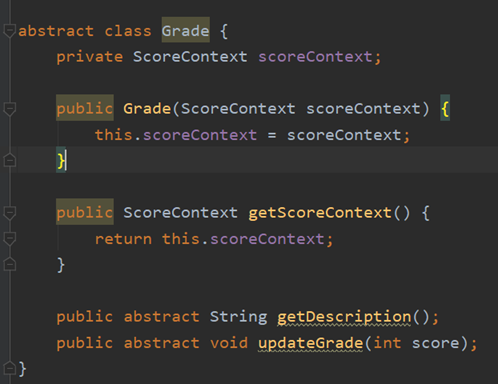 abstract class Grade {
private ScoreContext scoreContext;
public Grade(ScoreContext scoreContext) {
this.scoreContext = scoreContext;
}
public ScoreContext getScoreContext() {
return this.scoreContext;
}
public abstract String getDescription();
public abstract void updateGrade(int score);
}